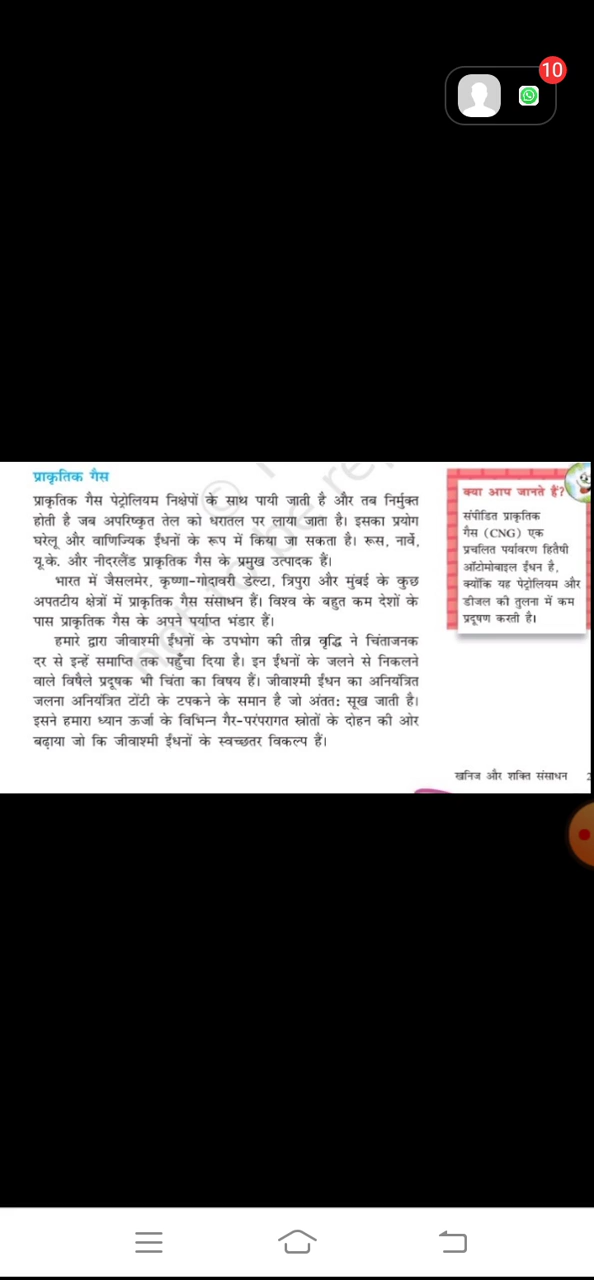 10
प्राकृतिक गैस
प्राकृतिक गैस पेट्रोलियम निक्षेपों के साथ पायी जाती है और तब निर्मुक्त
होती है जब अपरिष्कृत तेल को धरातल पर लाया जाता है। इसका प्रयोग
घरेलू और वाणिज्यिक ईंधनों के रूप में किया जा सकता है। रूस, नार्वे,
यू.के. और नीदरलैंड प्राकृतिक गैस के प्रमुख उत्पादक हैं।
भारत में जैसलमेर, कृष्णा-गोदावरी डेल्टा, त्रिपुरा और मुंबई के कुछ
अपतटीय क्षेत्रों में प्राकृतिक गैस संसाधन हैं। विश्व के बहुत कम देशों के
पास प्राकृतिक गैस के अपने पर्याप्त भंडार हैं।
हमारे द्वारा जीवाश्मी ईंधनों के उपभोग की तीव्र वृद्धि ने चिंताजनक
दर से इन्हें समाप्ति तक पहुँचा दिया है। इन ईंधनों के जलने से निकलने
वाले विषैले प्रदूषक भी चिंता का विषय हैं। जीवाश्मी ईंधन का अनियंत्रित
जलना अनियंत्रित टोंटी के टपकने के समान है जो अंतत: सूख जाती है।
इसने हमारा ध्यान ऊर्जा के विभिन्न गैर-परंपरागत स्रोतों के दोहन की ओर
बढ़ाया जो कि जीवाश्मी ईंधनों के स्वच्छतर विकल्प हैं।
क्या आप जानते हैं?
संपीडित प्राकृतिक
गैस (CNG) एक
प्रचलित पर्यावरण हितैषी
ऑटोमोबाइल ईंधन है,
क्योंकि यह पेट्रोलियम और
डीजल की तुलना में कम
प्रदूषण करती है।
खनिज और शक्ति संसाधन
© not to be re